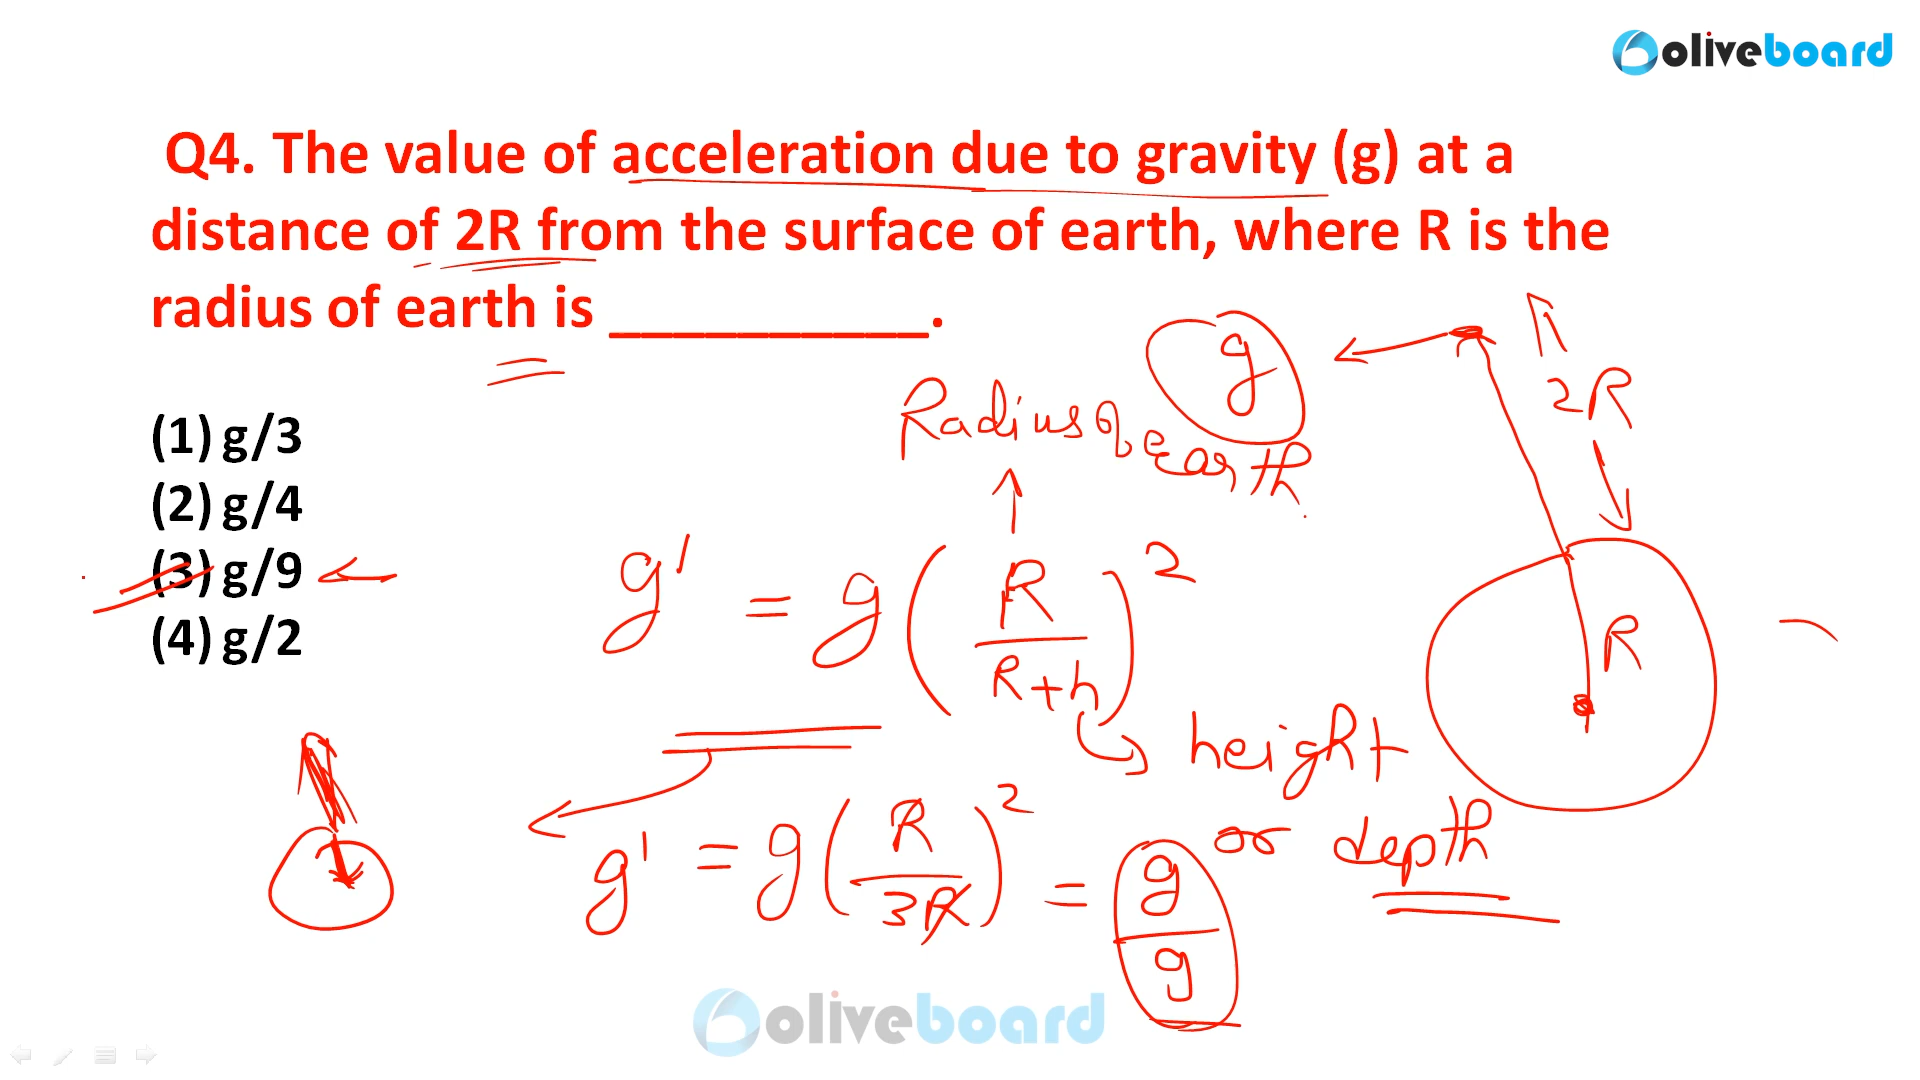 oliveboard
Q4. The value of acceleration due to gravity (g) at a
distance of 2R from the surface of earth, where R is the
radius of earth is __________.
(1) g/3
(2) g/4
(3) g/9
(4) g/2
g
2R
Radius of earth
g' = g(R/R+h)²
R
height
or depth
g' = g(R/3R)² = g/9
oliveboard